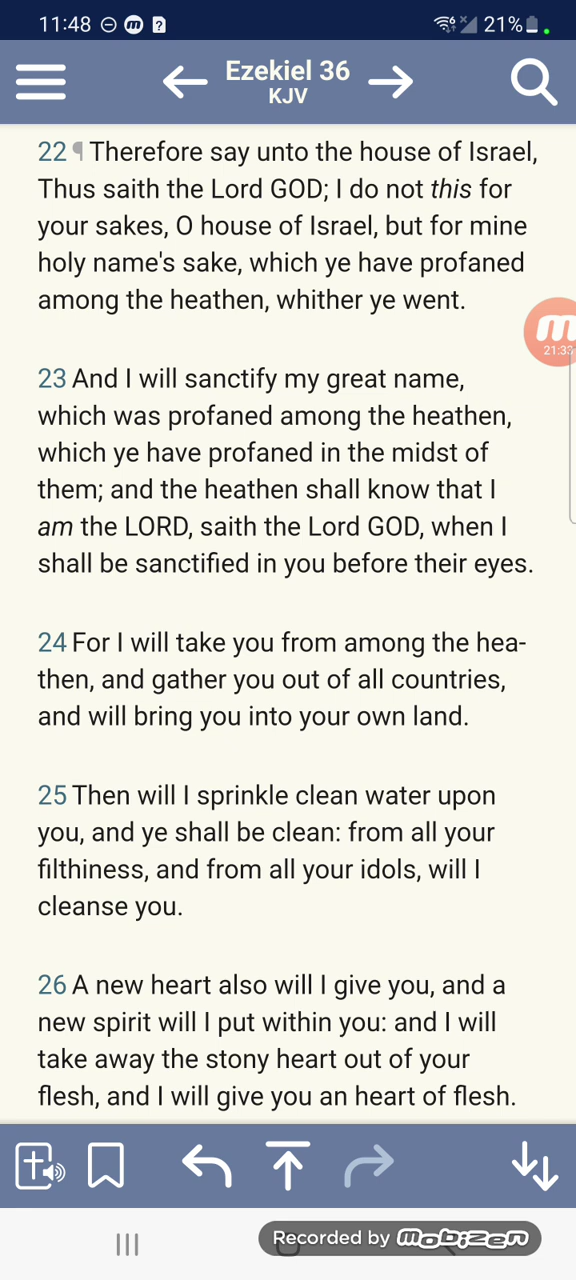 11:48 21%
Ezekiel 36
KJV
22 ¶ Therefore say unto the house of Israel,
Thus saith the Lord GOD; I do not this for
your sakes, O house of Israel, but for mine
holy name's sake, which ye have profaned
among the heathen, whither ye went.
m
21:33
23 And I will sanctify my great name,
which was profaned among the heathen,
which ye have profaned in the midst of
them; and the heathen shall know that I
am the LORD, saith the Lord GOD, when I
shall be sanctified in you before their eyes.
24 For I will take you from among the hea-
then, and gather you out of all countries,
and will bring you into your own land.
25 Then will I sprinkle clean water upon
you, and ye shall be clean: from all your
filthiness, and from all your idols, will I
cleanse you.
26 A new heart also will I give you, and a
new spirit will I put within you: and I will
take away the stony heart out of your
flesh, and I will give you an heart of flesh.
Recorded by mobizen